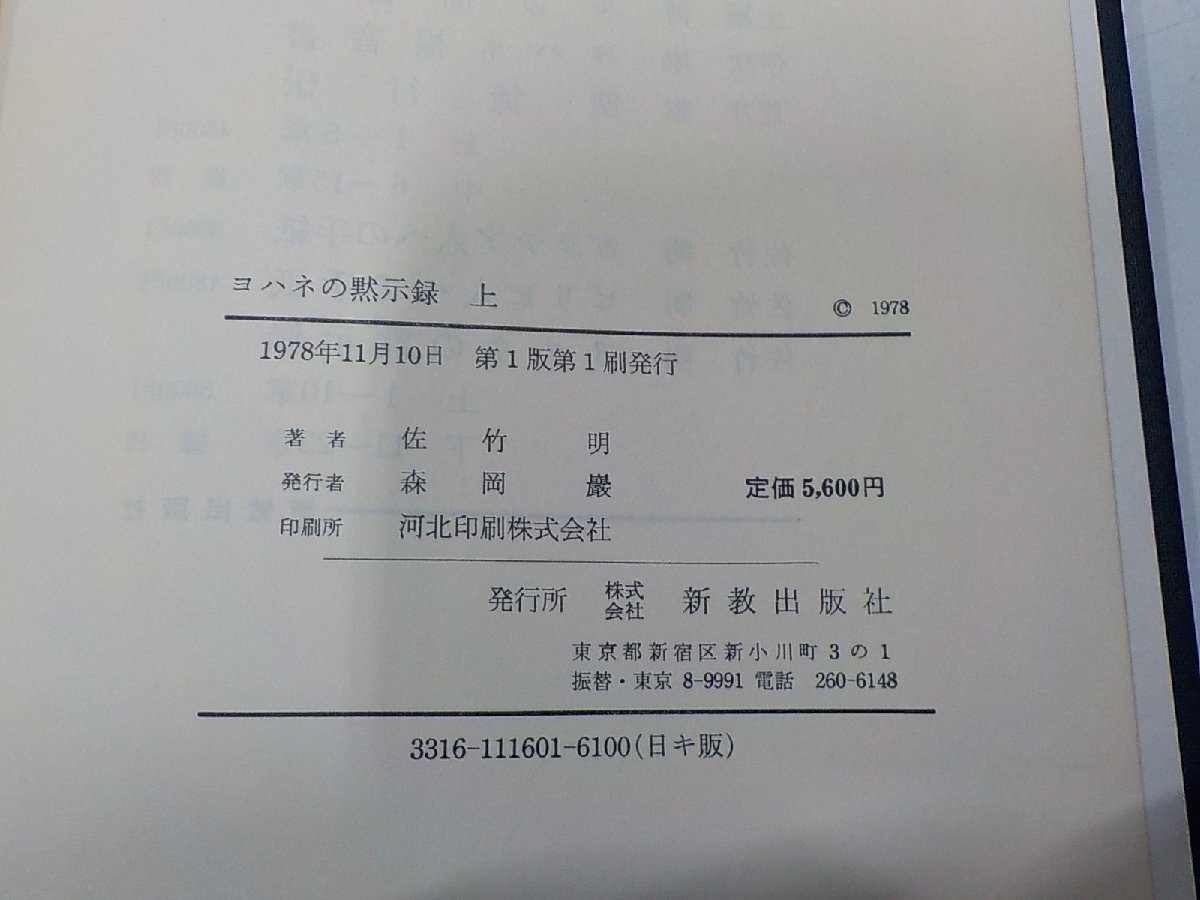 ヨハネの黙示録 上
© 1978
1978年11月10日 第1版第1刷発行
著者 佐竹明
発行者 森岡巖
定価5,600円
印刷所 河北印刷株式会社
発行所 株式会社 新教出版社
東京都新宿区新小川町3の1
振替・東京 8-9991 電話 260-6148
3316-111601-6100(日キ販)